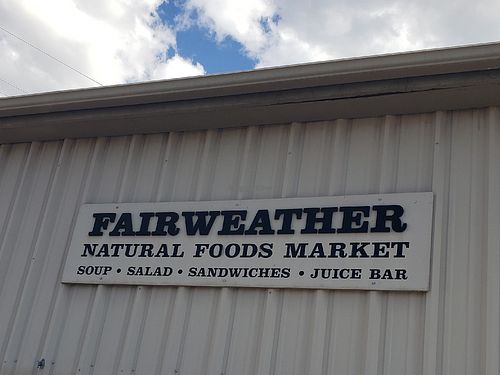 FAIRWEATHER
NATURAL FOODS MARKET
SOUP • SALAD • SANDWICHES • JUICE BAR